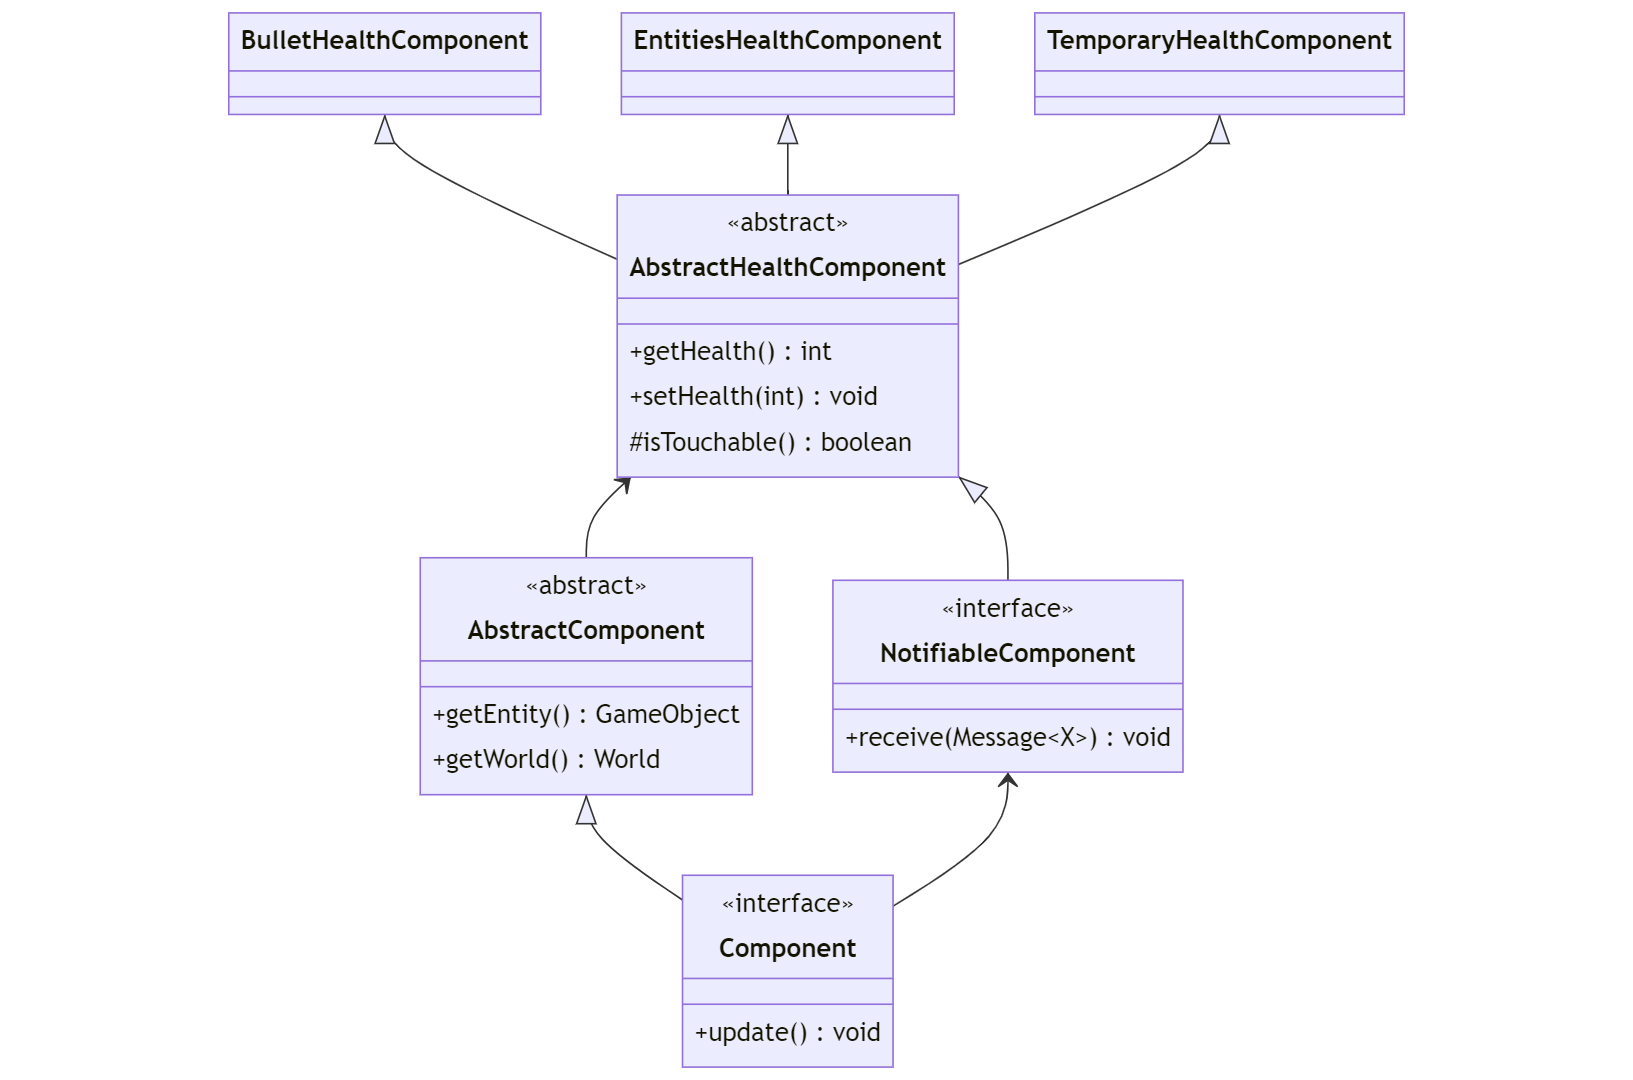 BulletHealthComponent
EntitiesHealthComponent
TemporaryHealthComponent
«abstract»
AbstractHealthComponent
+getHealth() : int
+setHealth(int) : void
#isTouchable() : boolean
«abstract»
AbstractComponent
+getEntity() : GameObject
+getWorld() : World
«interface»
NotifiableComponent
+receive(Message<X>) : void
«interface»
Component
+update() : void